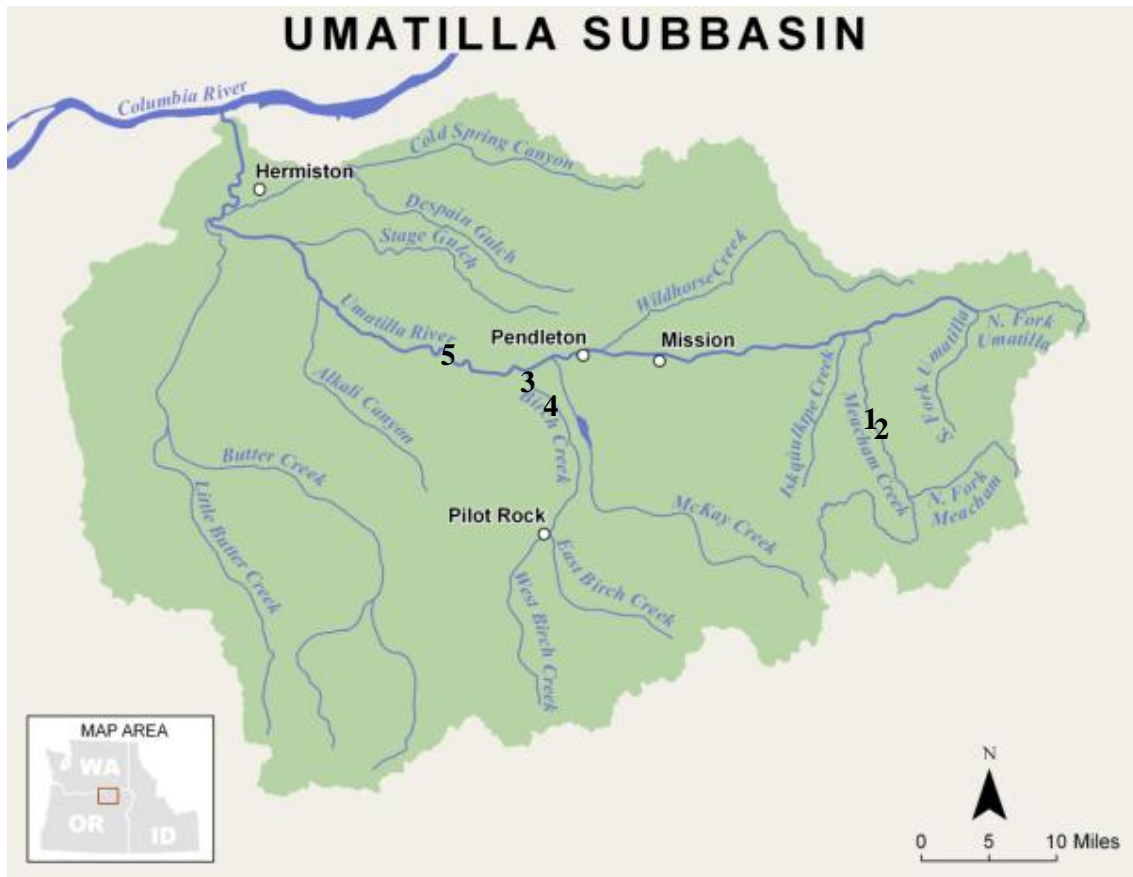 UMATILLA SUBBASIN
Columbia River
Cold Spring Canyon
Hermiston
Despain Gulch
Stage Gulch
Wildhorse Creek
Umatilla River
Pendleton
Mission
N. Fork
Umatilla
S. Fork Umatilla
5
3
4
Birch Creek
Alkali Canyon
Iskqúulktpe Creek
Meacham Creek
1
2
N. Fork
Meacham
Butter Creek
Little Butter Creek
Pilot Rock
McKay Creek
East Birch Creek
West Birch Creek
MAP AREA
WA
OR
ID
N
0 5 10 Miles